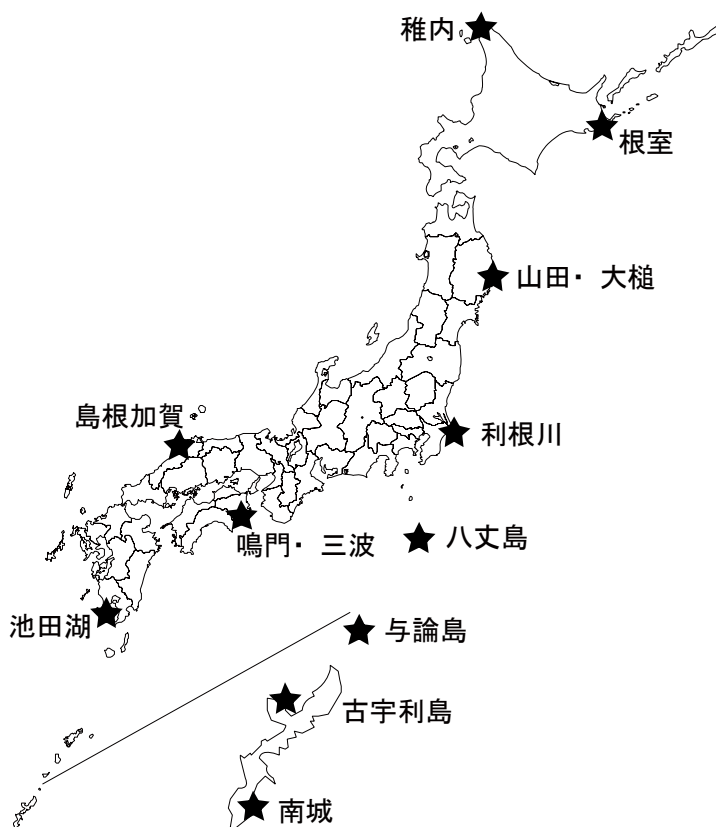 稚内
根室
山田・ 大槌
島根加賀
利根川
鳴門・ 三波
八丈島
池田湖
与論島
古宇利島
南城